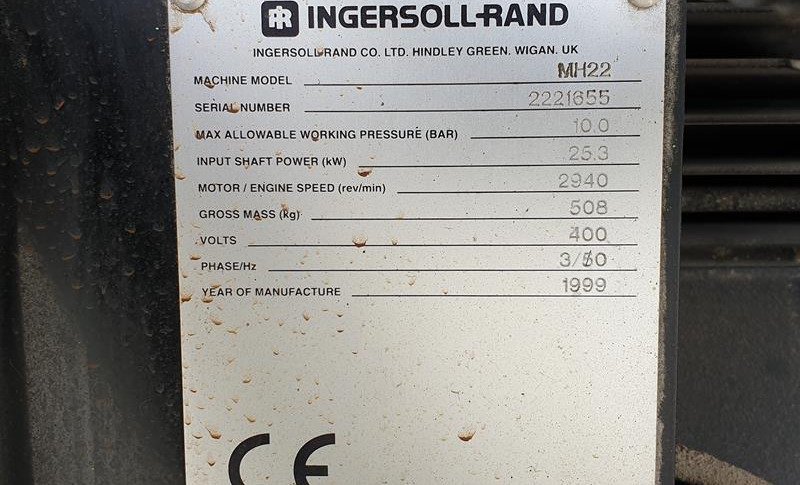 IR INGERSOLL-RAND
INGERSOLL-RAND CO. LTD. HINDLEY GREEN. WIGAN. UK
MACHINE MODEL MH22
SERIAL NUMBER 2221655
MAX ALLOWABLE WORKING PRESSURE (BAR) 10.0
INPUT SHAFT POWER (kW) 25.3
MOTOR / ENGINE SPEED (rev/min) 2940
GROSS MASS (kg) 508
VOLTS 400
PHASE/Hz 3/50
YEAR OF MANUFACTURE 1999
CE